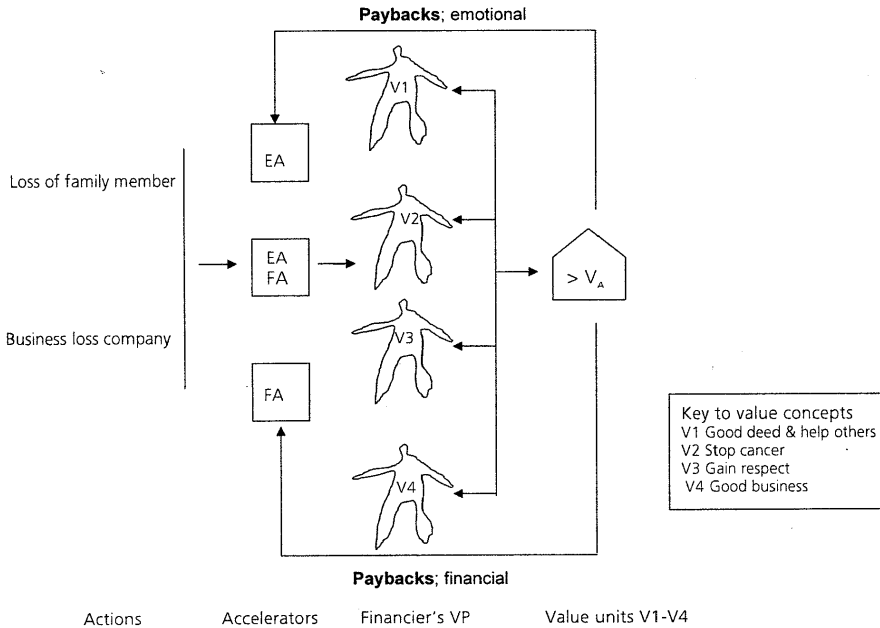 Paybacks; emotional
V1
EA
Loss of family member
V2
EA
FA
> VA
Business loss company
V3
FA
Key to value concepts
V1 Good deed & help others
V2 Stop cancer
V3 Gain respect
V4 Good business
V4
Paybacks; financial
Actions Accelerators Financier's VP Value units V1-V4